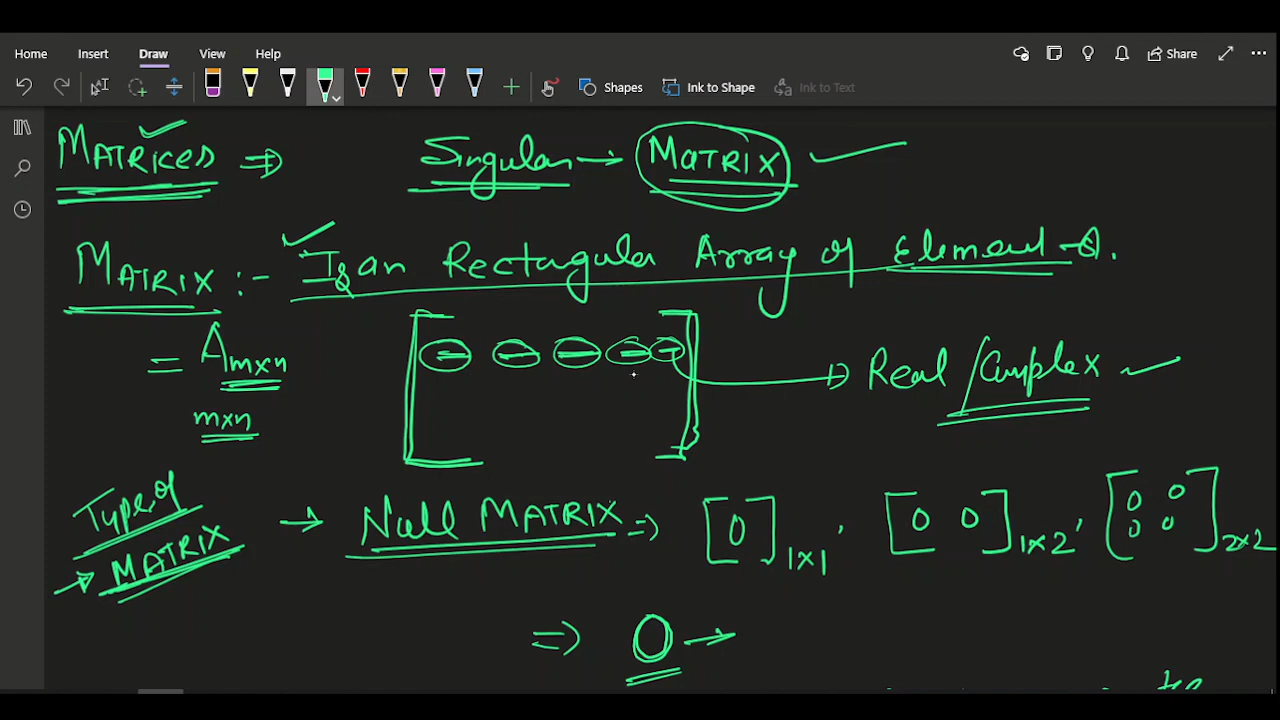 Home Insert Draw View Help Share
Shapes Ink to Shape Ink to Text
MATRICES ⇒ Singular → MATRIX
MATRIX :- Is an Rectagular Array of Element -s.
= Amxn
mxn
Real /Complex
Type of
→ MATRIX
→ Null MATRIX ⇒ [0]1x1, [0 0]1x2, [0 0
0 0]2x2
⇒ O →